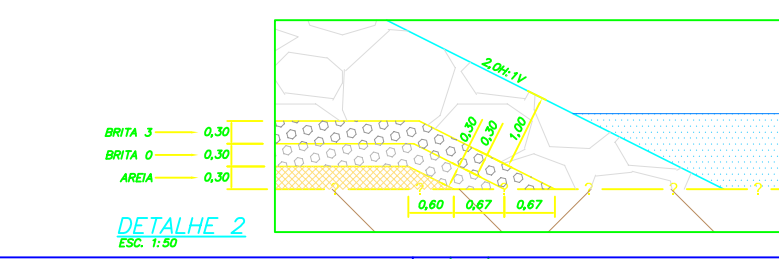 2,0H:1V
BRITA 3 0,30
BRITA 0 0,30
AREIA 0,30
0,30
0,30
1,00
? ? ? ?
0,60 0,67 0,67
DETALHE 2
ESC. 1:50